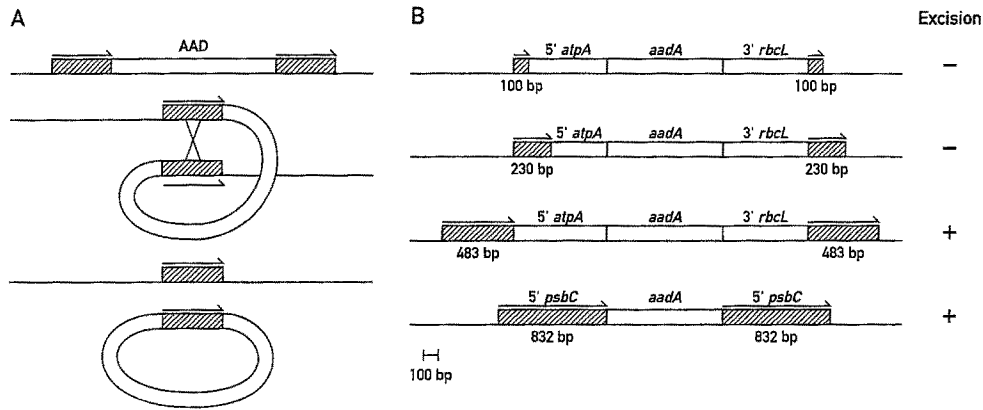 A
AAD
B
Excision
5' atpA aadA 3' rbcL
100 bp 100 bp
−
5' atpA aadA 3' rbcL
230 bp 230 bp
−
5' atpA aadA 3' rbcL
483 bp 483 bp
+
5' psbC aadA 5' psbC
832 bp 832 bp
+
100 bp